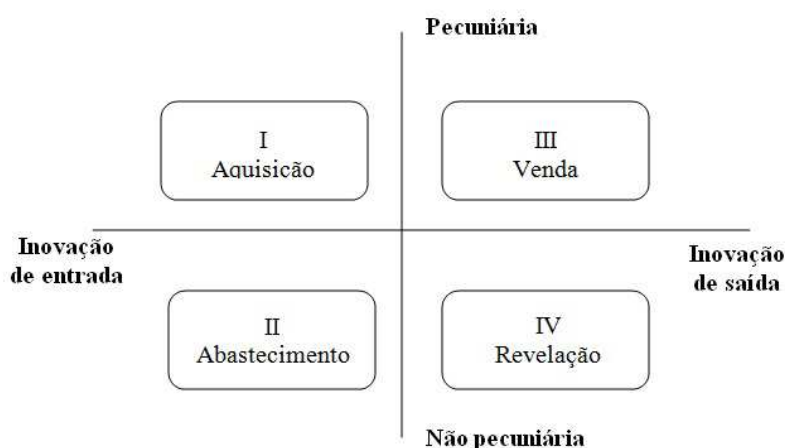 Pecuniária
I
Aquisição
III
Venda
Inovação
de entrada
Inovação
de saída
II
Abastecimento
IV
Revelação
Não pecuniária